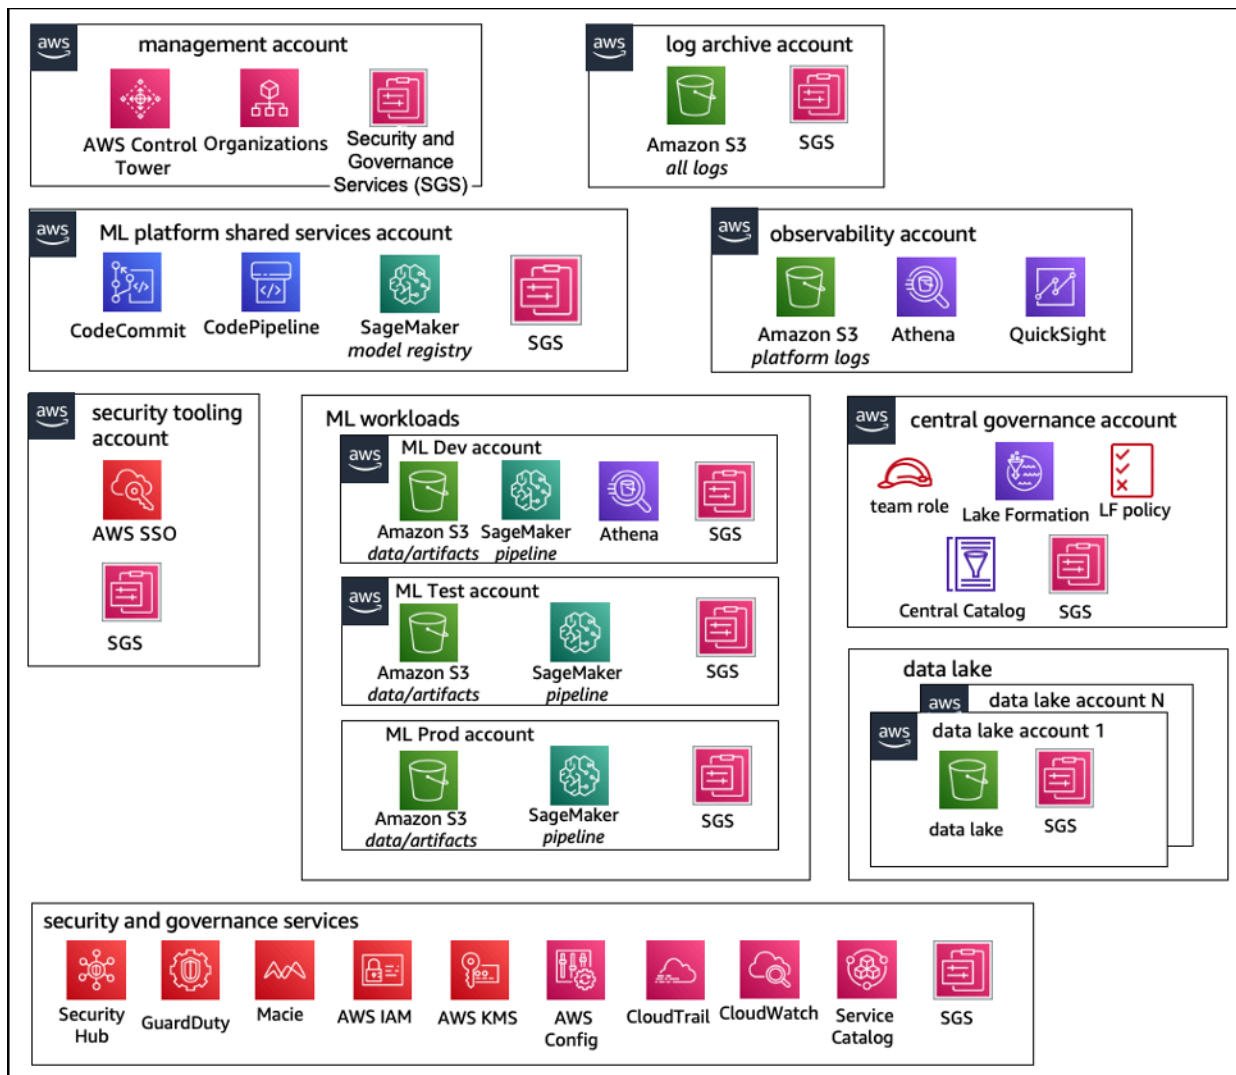 aws
management account
AWS Control
Tower
Organizations
Security and
Governance
Services (SGS)
aws
log archive account
Amazon S3
all logs
SGS
aws
ML platform shared services account
CodeCommit
CodePipeline
SageMaker
model registry
SGS
aws
observability account
Amazon S3
platform logs
Athena
QuickSight
aws
security tooling
account
AWS SSO
SGS
ML workloads
aws
ML Dev account
Amazon S3
data/artifacts
SageMaker
pipeline
Athena
SGS
aws
ML Test account
Amazon S3
data/artifacts
SageMaker
pipeline
SGS
ML Prod account
Amazon S3
data/artifacts
SageMaker
pipeline
SGS
aws
central governance account
team role
Lake Formation
LF policy
Central Catalog
SGS
data lake
aws
data lake account N
aws
data lake account 1
data lake
SGS
security and governance services
Security
Hub
GuardDuty
Macie
AWS IAM
AWS KMS
AWS
Config
CloudTrail
CloudWatch
Service
Catalog
SGS